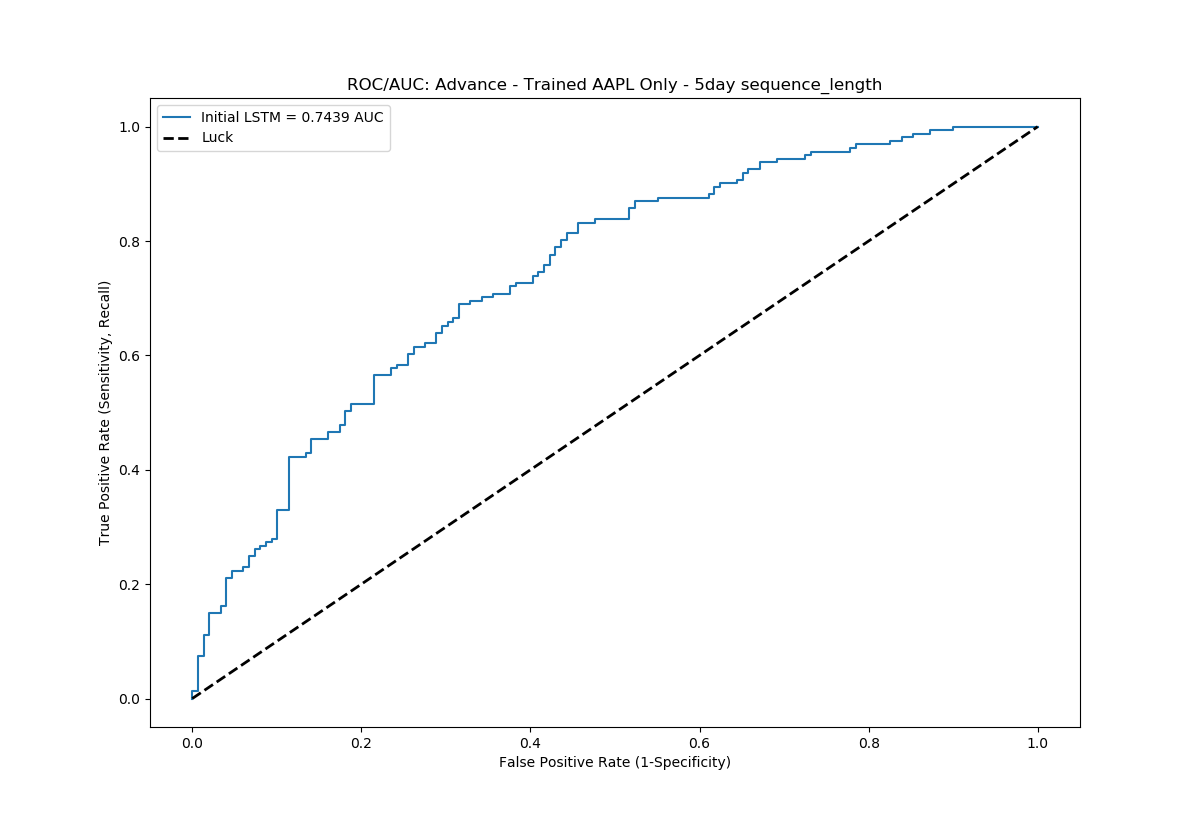 ROC/AUC: Advance - Trained AAPL Only - 5day sequence_length
Initial LSTM = 0.7439 AUC
Luck
1.0
0.8
0.6
0.4
0.2
0.0
True Positive Rate (Sensitivity, Recall)
0.0 0.2 0.4 0.6 0.8 1.0
False Positive Rate (1-Specificity)